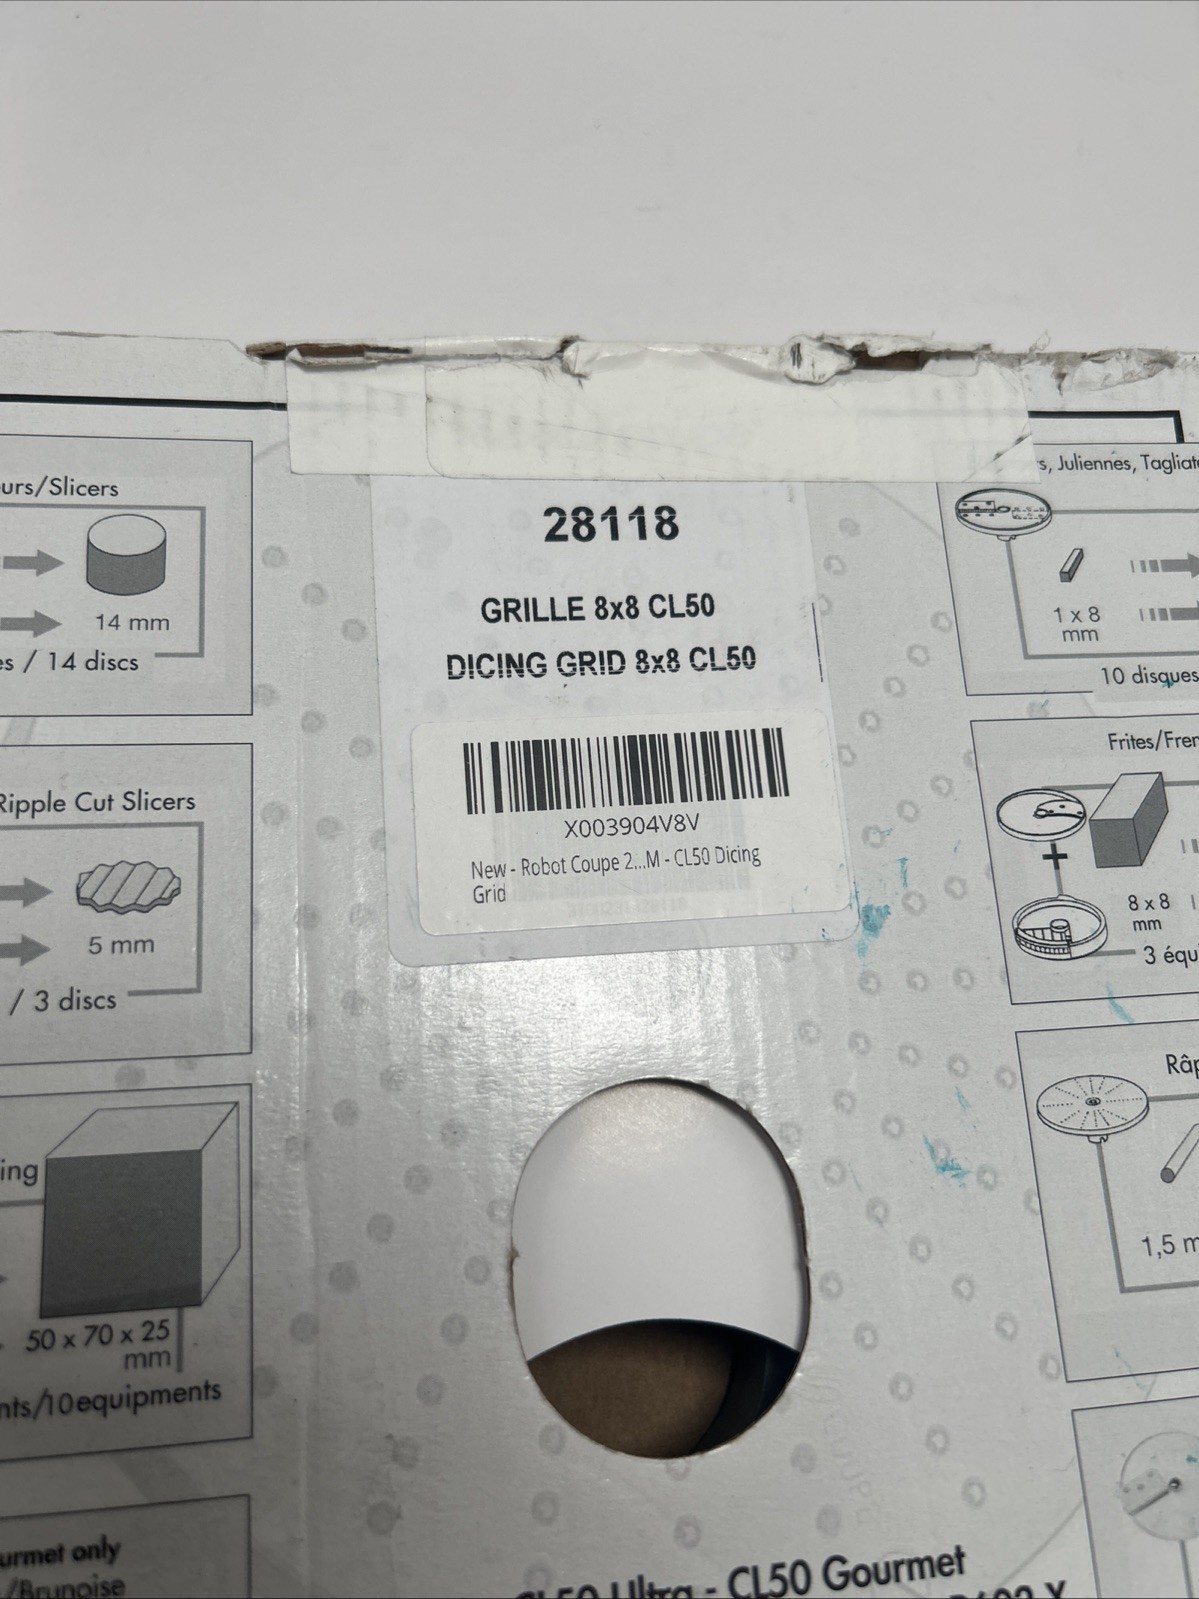 urs/Slicers
14 mm
es / 14 discs
Ripple Cut Slicers
5 mm
/ 3 discs
ing
50 x 70 x 25
mm
nts/10 equipments
urmet only
/Brunoise
28118
GRILLE 8x8 CL50
DICING GRID 8x8 CL50
X003904V8V
New - Robot Coupe 2...M - CL50 Dicing
Grid
s, Juliennes, Tagliat
1 x 8
mm
10 disques
Frites/Fren
+
8 x 8
mm
3 équ
Râp
1,5 m
CL50 Ultra - CL50 Gourmet